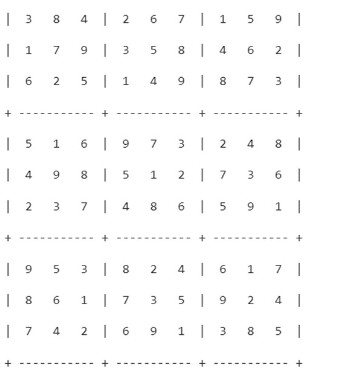 | 3 8 4 | 2 6 7 | 1 5 9 |
| 1 7 9 | 3 5 8 | 4 6 2 |
| 6 2 5 | 1 4 9 | 8 7 3 |
+ ----------- + ----------- + ----------- +
| 5 1 6 | 9 7 3 | 2 4 8 |
| 4 9 8 | 5 1 2 | 7 3 6 |
| 2 3 7 | 4 8 6 | 5 9 1 |
+ ----------- + ----------- + ----------- +
| 9 5 3 | 8 2 4 | 6 1 7 |
| 8 6 1 | 7 3 5 | 9 2 4 |
| 7 4 2 | 6 9 1 | 3 8 5 |
+ ----------- + ----------- + ----------- +